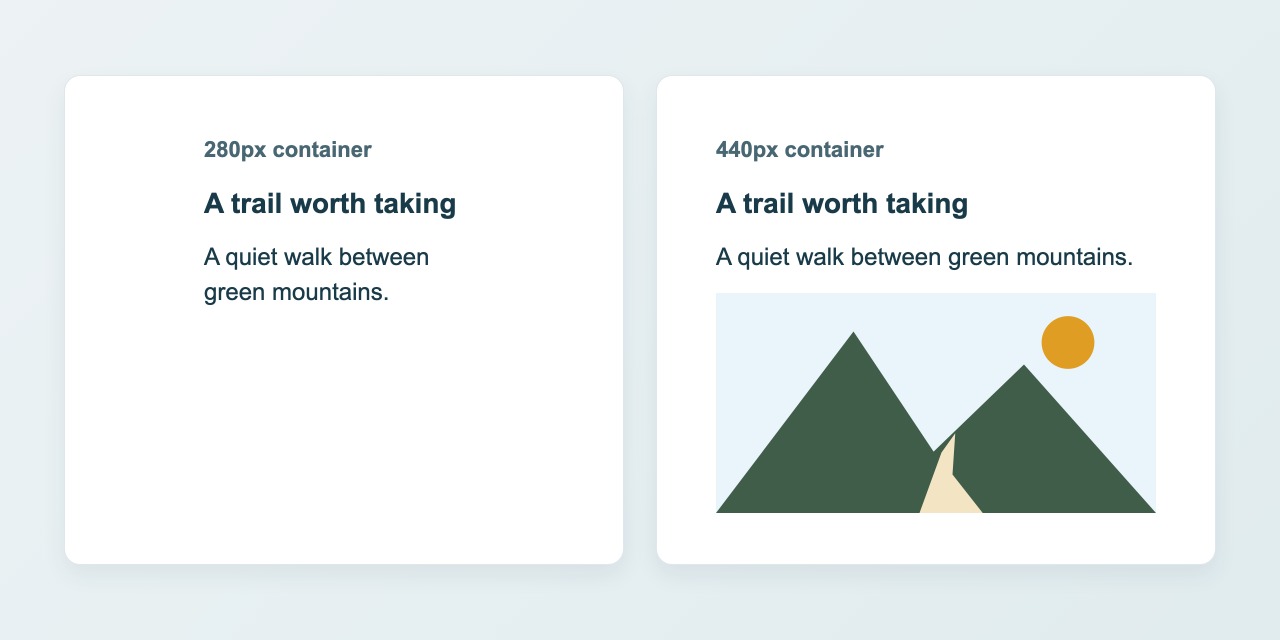 280px container
A trail worth taking
A quiet walk between
green mountains.
440px container
A trail worth taking
A quiet walk between green mountains.